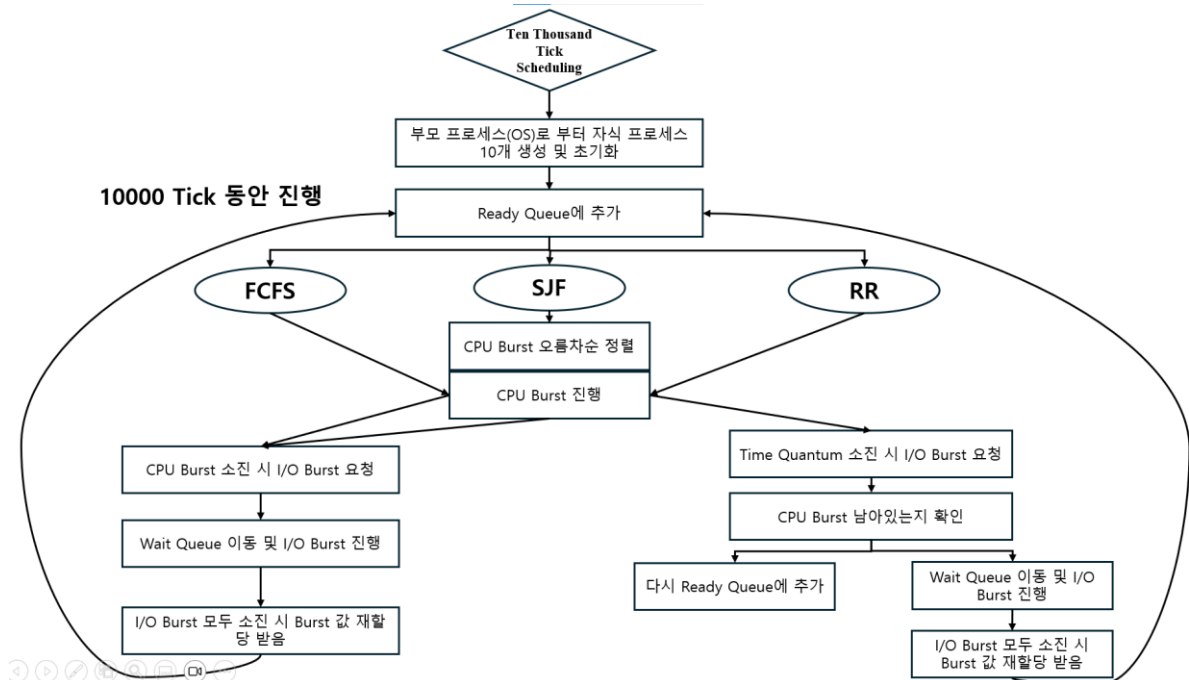 Ten Thousand
Tick
Scheduling
부모 프로세스(OS)로 부터 자식 프로세스
10개 생성 및 초기화
10000 Tick 동안 진행
Ready Queue에 추가
FCFS
SJF
RR
CPU Burst 오름차순 정렬
CPU Burst 진행
CPU Burst 소진 시 I/O Burst 요청
Wait Queue 이동 및 I/O Burst 진행
I/O Burst 모두 소진 시 Burst 값 재할
당 받음
Time Quantum 소진 시 I/O Burst 요청
CPU Burst 남아있는지 확인
다시 Ready Queue에 추가
Wait Queue 이동 및 I/O
Burst 진행
I/O Burst 모두 소진 시
Burst 값 재할당 받음